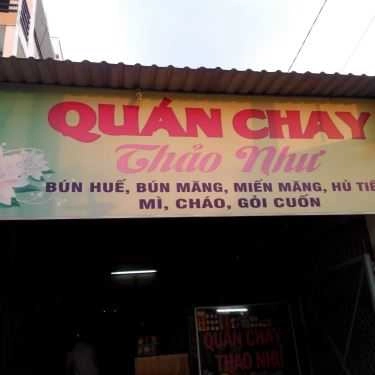 QUÁN CHAY
Thảo Như
BÚN HUẾ, BÚN MĂNG, MIẾN MĂNG, HỦ TIẾ
MÌ, CHÁO, GỎI CUỐN
QUÁN CHAY
THẢO NHƯ